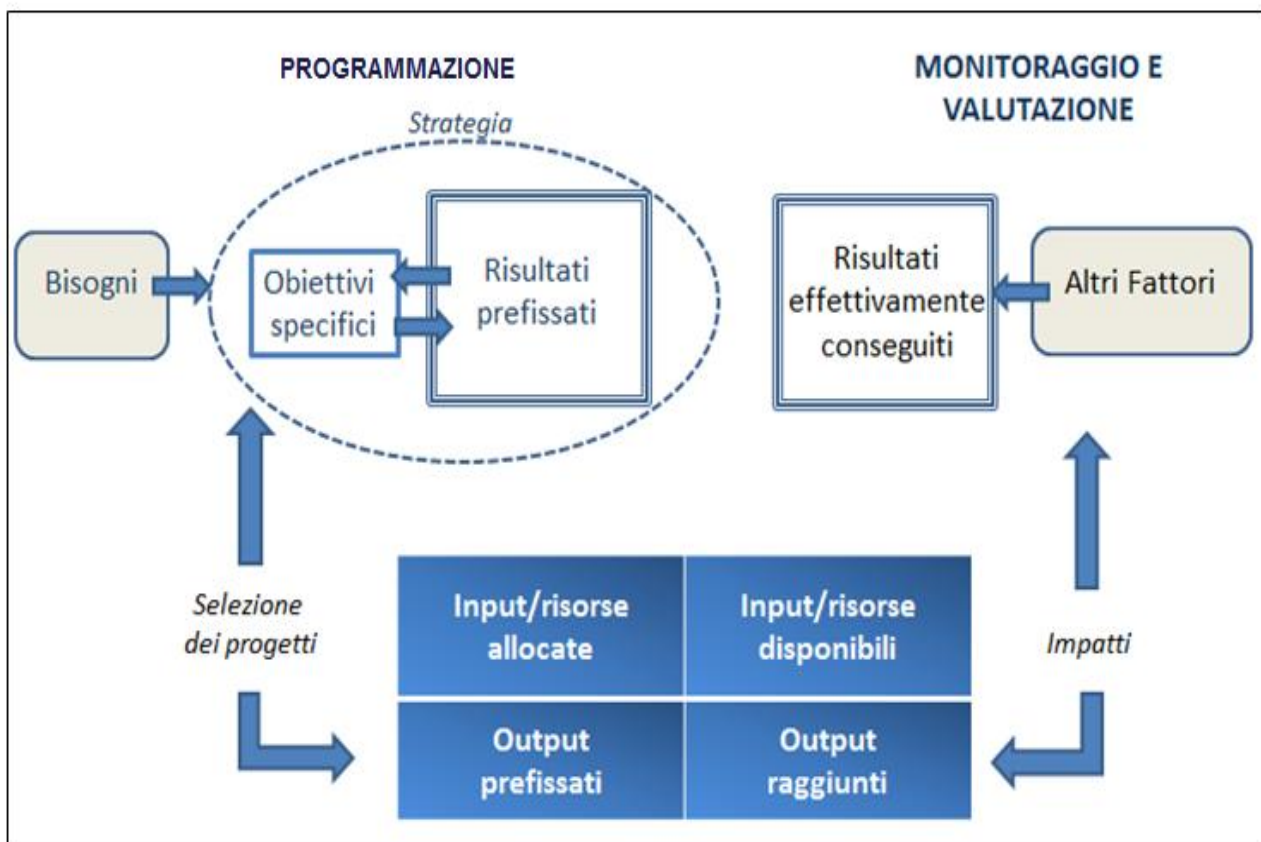 PROGRAMMAZIONE
Strategia
Bisogni
Obiettivi
specifici
Risultati
prefissati
MONITORAGGIO E
VALUTAZIONE
Risultati
effettivamente
conseguiti
Altri Fattori
Selezione
dei progetti
Input/risorse
allocate
Input/risorse
disponibili
Output
prefissati
Output
raggiunti
Impatti